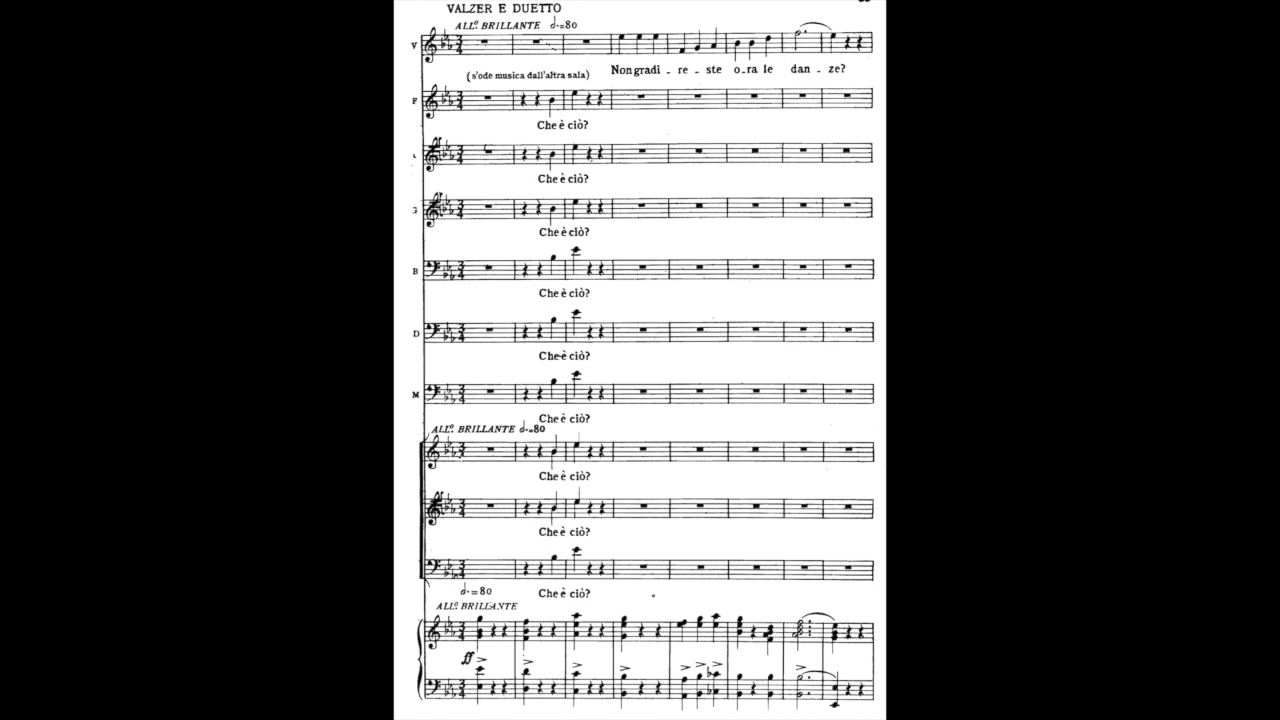 VALZER E DUETTO
ALL.º BRILLANTE 𝅗𝅥. = 80
V
(s'ode musica dall'altra sala)
Non gradi - re - ste o_ra le dan - ze?
F
Che è ciò?
Che è ciò?
Che è ciò?
B
Che è ciò?
D
Che è ciò?
M
Che è ciò?
ALL.º BRILLANTE 𝅗𝅥. = 80
Che è ciò?
Che è ciò?
Che è ciò?
𝅗𝅥. = 80
ALL.º BRILLANTE
ff